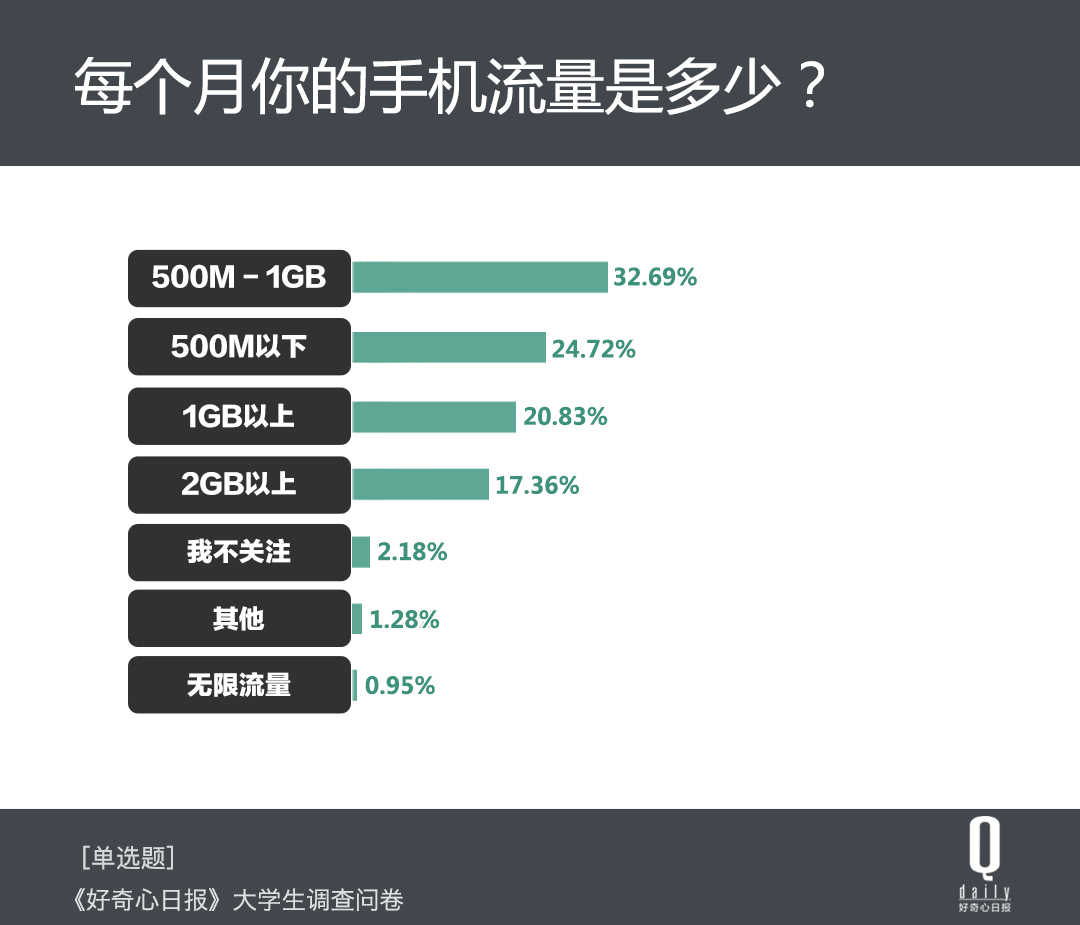 每个月你的手机流量是多少？
500M－1GB
32.69%
500M以下
24.72%
1GB以上
20.83%
2GB以上
17.36%
我不关注
2.18%
其他
1.28%
无限流量
0.95%
［单选题］
《好奇心日报》大学生调查问卷
Q
daily
好奇心日报